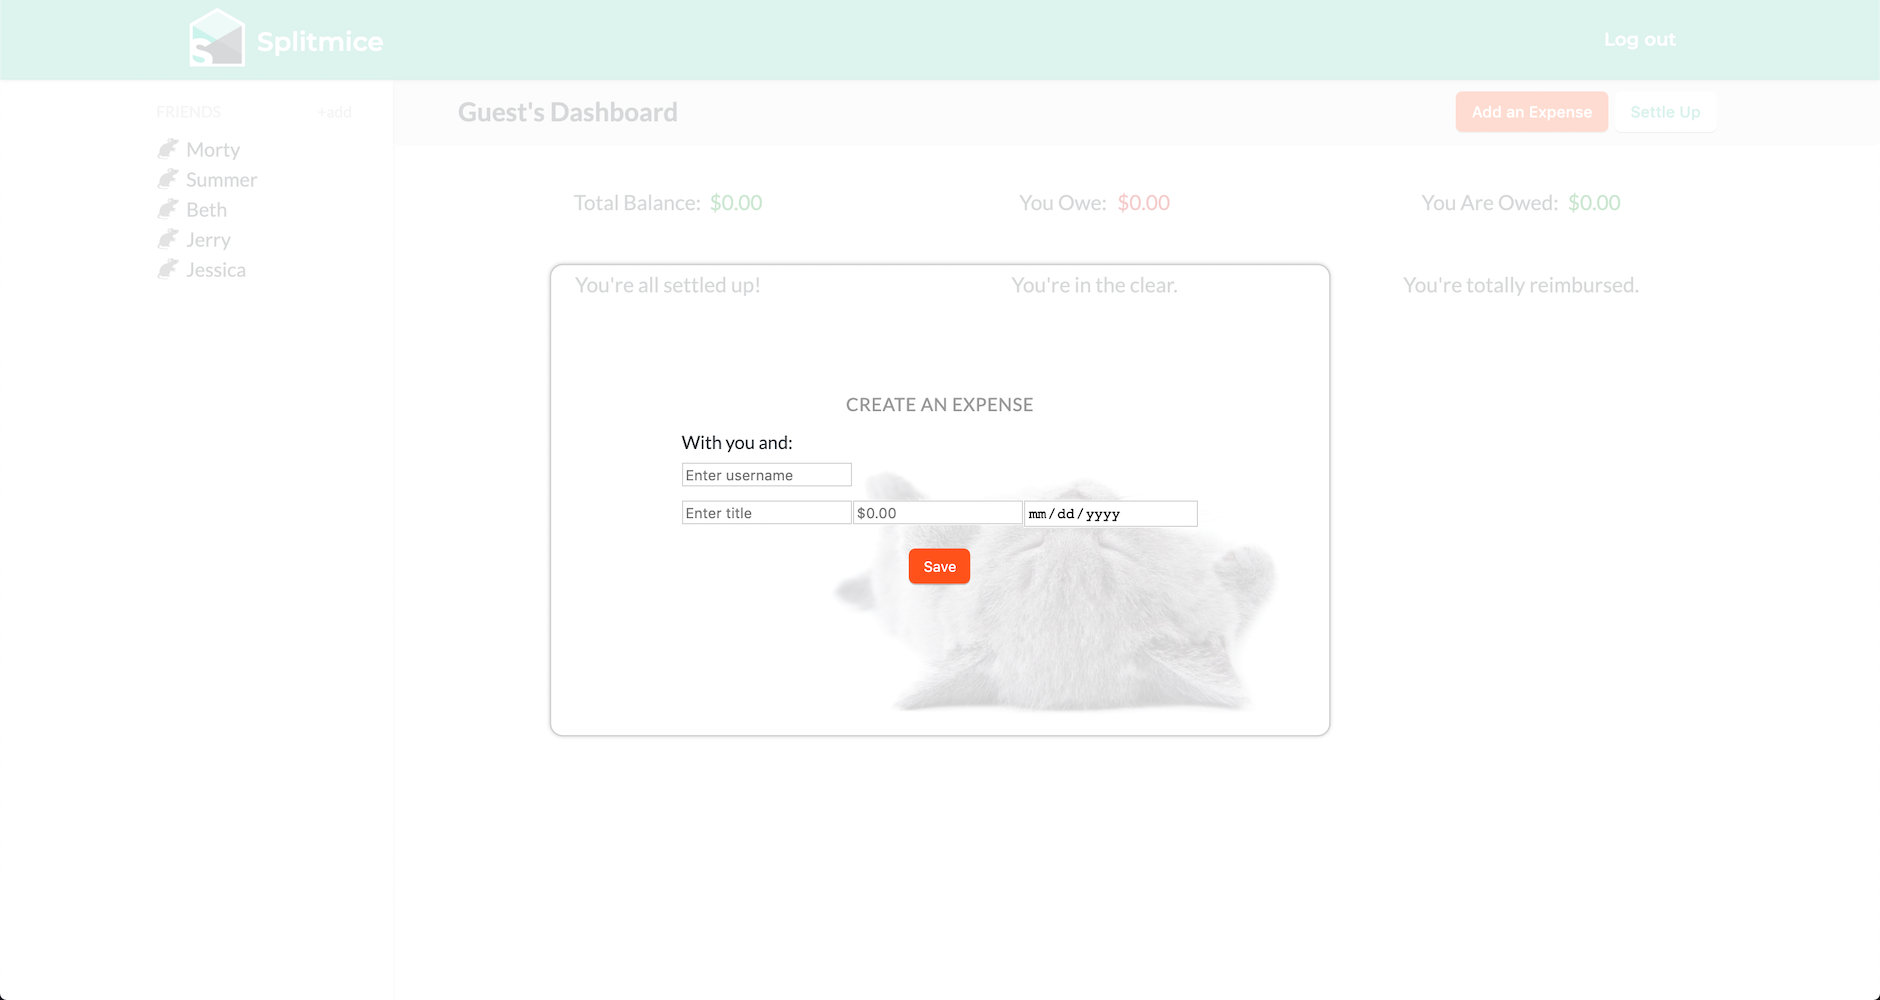 Splitmice
Log out
FRIENDS +add
Morty
Summer
Beth
Jerry
Jessica
Guest's Dashboard
Add an Expense Settle Up
Total Balance: $0.00 You Owe: $0.00 You Are Owed: $0.00
You're all settled up! You're in the clear. You're totally reimbursed.
CREATE AN EXPENSE
With you and:
Enter username
Enter title $0.00 mm/dd/yyyy
Save